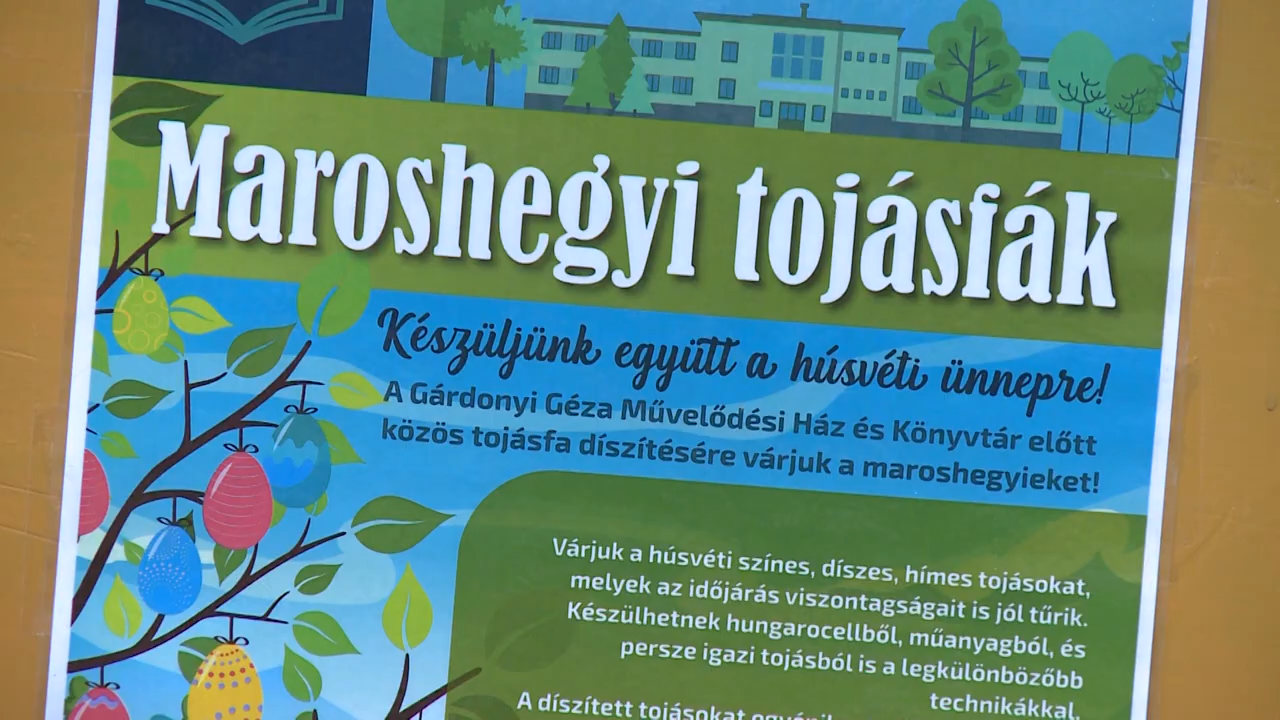 Maroshegyi tojásfák
Készüljünk együtt a húsvéti ünnepre!
A Gárdonyi Géza Művelődési Ház és Könyvtár előtt
közös tojásfa díszítésére várjuk a maroshegyieket!
Várjuk a húsvéti színes, díszes, hímes tojásokat,
melyek az időjárás viszontagságait is jól tűrik.
Készülhetnek hungarocellből, műanyagból, és
persze igazi tojásból is a legkülönbözőbb
technikákkal.
A díszített tojásokat